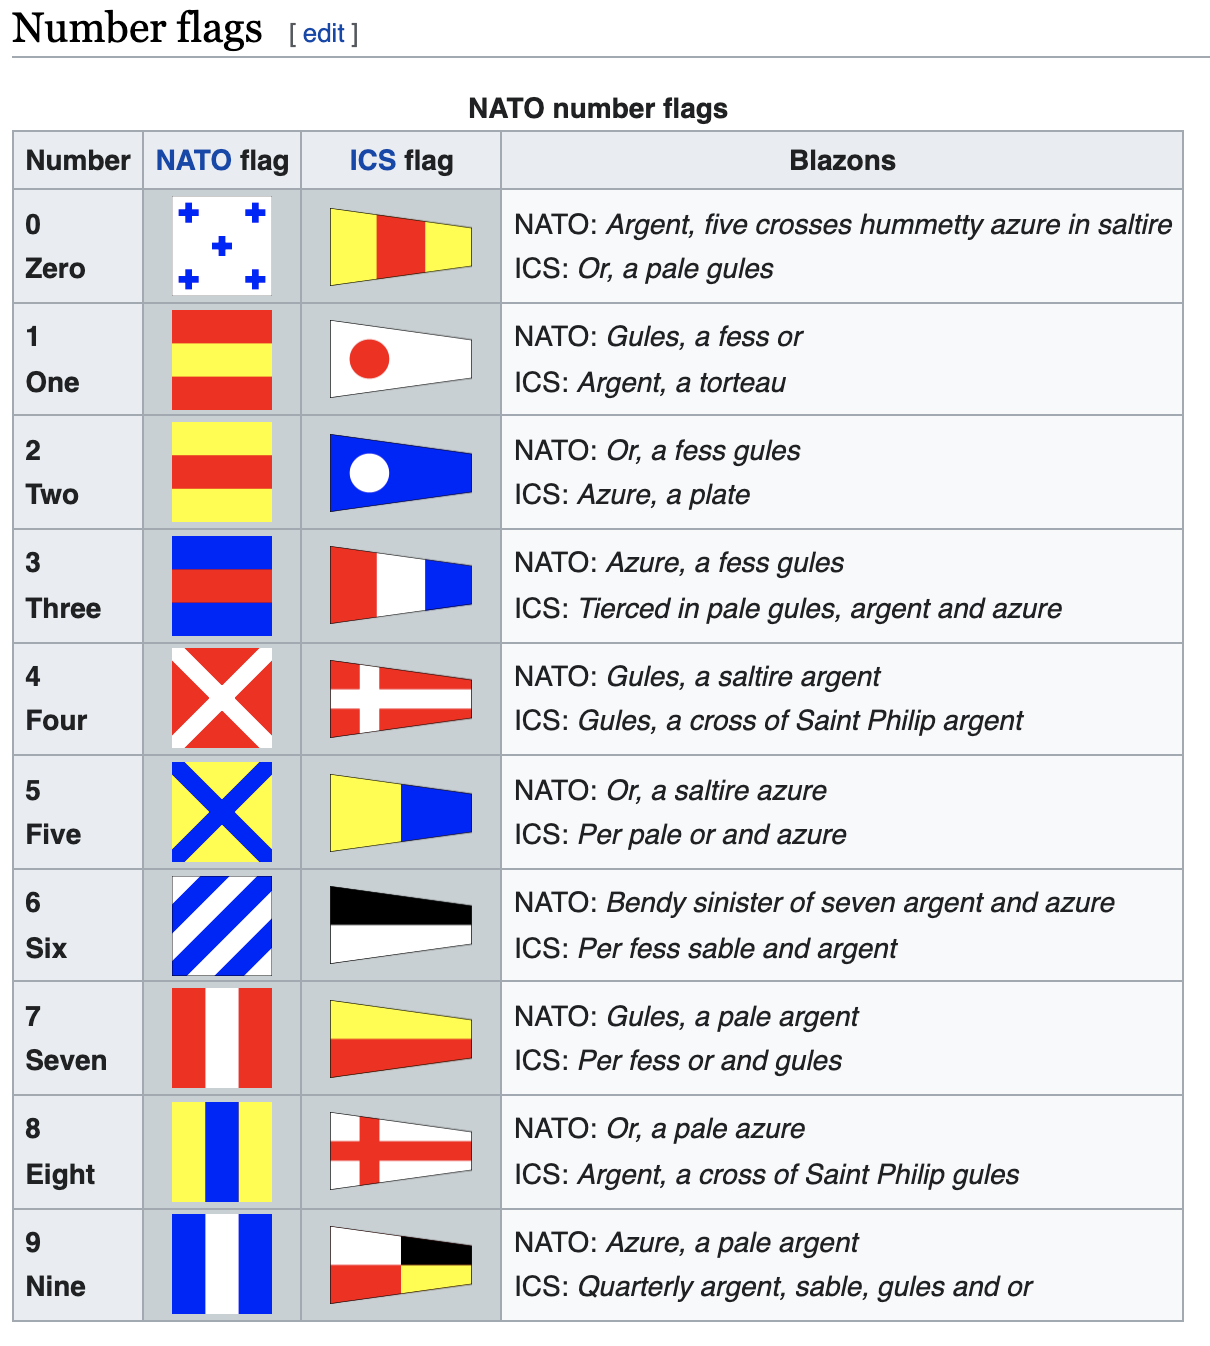 Number flags [ edit ]
NATO number flags
Number NATO flag ICS flag Blazons
0
Zero
NATO: Argent, five crosses hummetty azure in saltire
ICS: Or, a pale gules
1
One
NATO: Gules, a fess or
ICS: Argent, a torteau
2
Two
NATO: Or, a fess gules
ICS: Azure, a plate
3
Three
NATO: Azure, a fess gules
ICS: Tierced in pale gules, argent and azure
4
Four
NATO: Gules, a saltire argent
ICS: Gules, a cross of Saint Philip argent
5
Five
NATO: Or, a saltire azure
ICS: Per pale or and azure
6
Six
NATO: Bendy sinister of seven argent and azure
ICS: Per fess sable and argent
7
Seven
NATO: Gules, a pale argent
ICS: Per fess or and gules
8
Eight
NATO: Or, a pale azure
ICS: Argent, a cross of Saint Philip gules
9
Nine
NATO: Azure, a pale argent
ICS: Quarterly argent, sable, gules and or